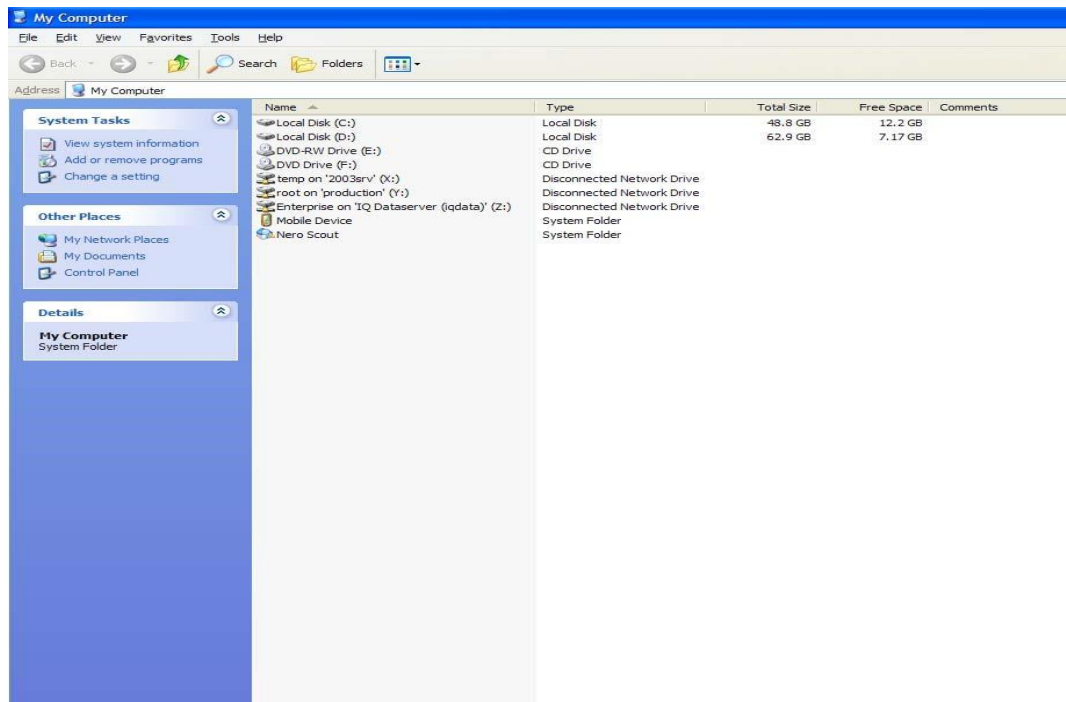 My Computer
File Edit View Favorites Tools Help
Back Search Folders
Address My Computer
System Tasks
View system information
Add or remove programs
Change a setting
Other Places
My Network Places
My Documents
Control Panel
Details
My Computer
System Folder
Name Type Total Size Free Space Comments
Local Disk (C:) Local Disk 48.8 GB 12.2 GB
Local Disk (D:) Local Disk 62.9 GB 7.17 GB
DVD-RW Drive (E:) CD Drive
DVD Drive (F:) CD Drive
temp on '2003srv' (X:) Disconnected Network Drive
root on 'production' (Y:) Disconnected Network Drive
Enterprise on 'IQ Dataserver (iqdata)' (Z:) Disconnected Network Drive
Mobile Device System Folder
Nero Scout System Folder